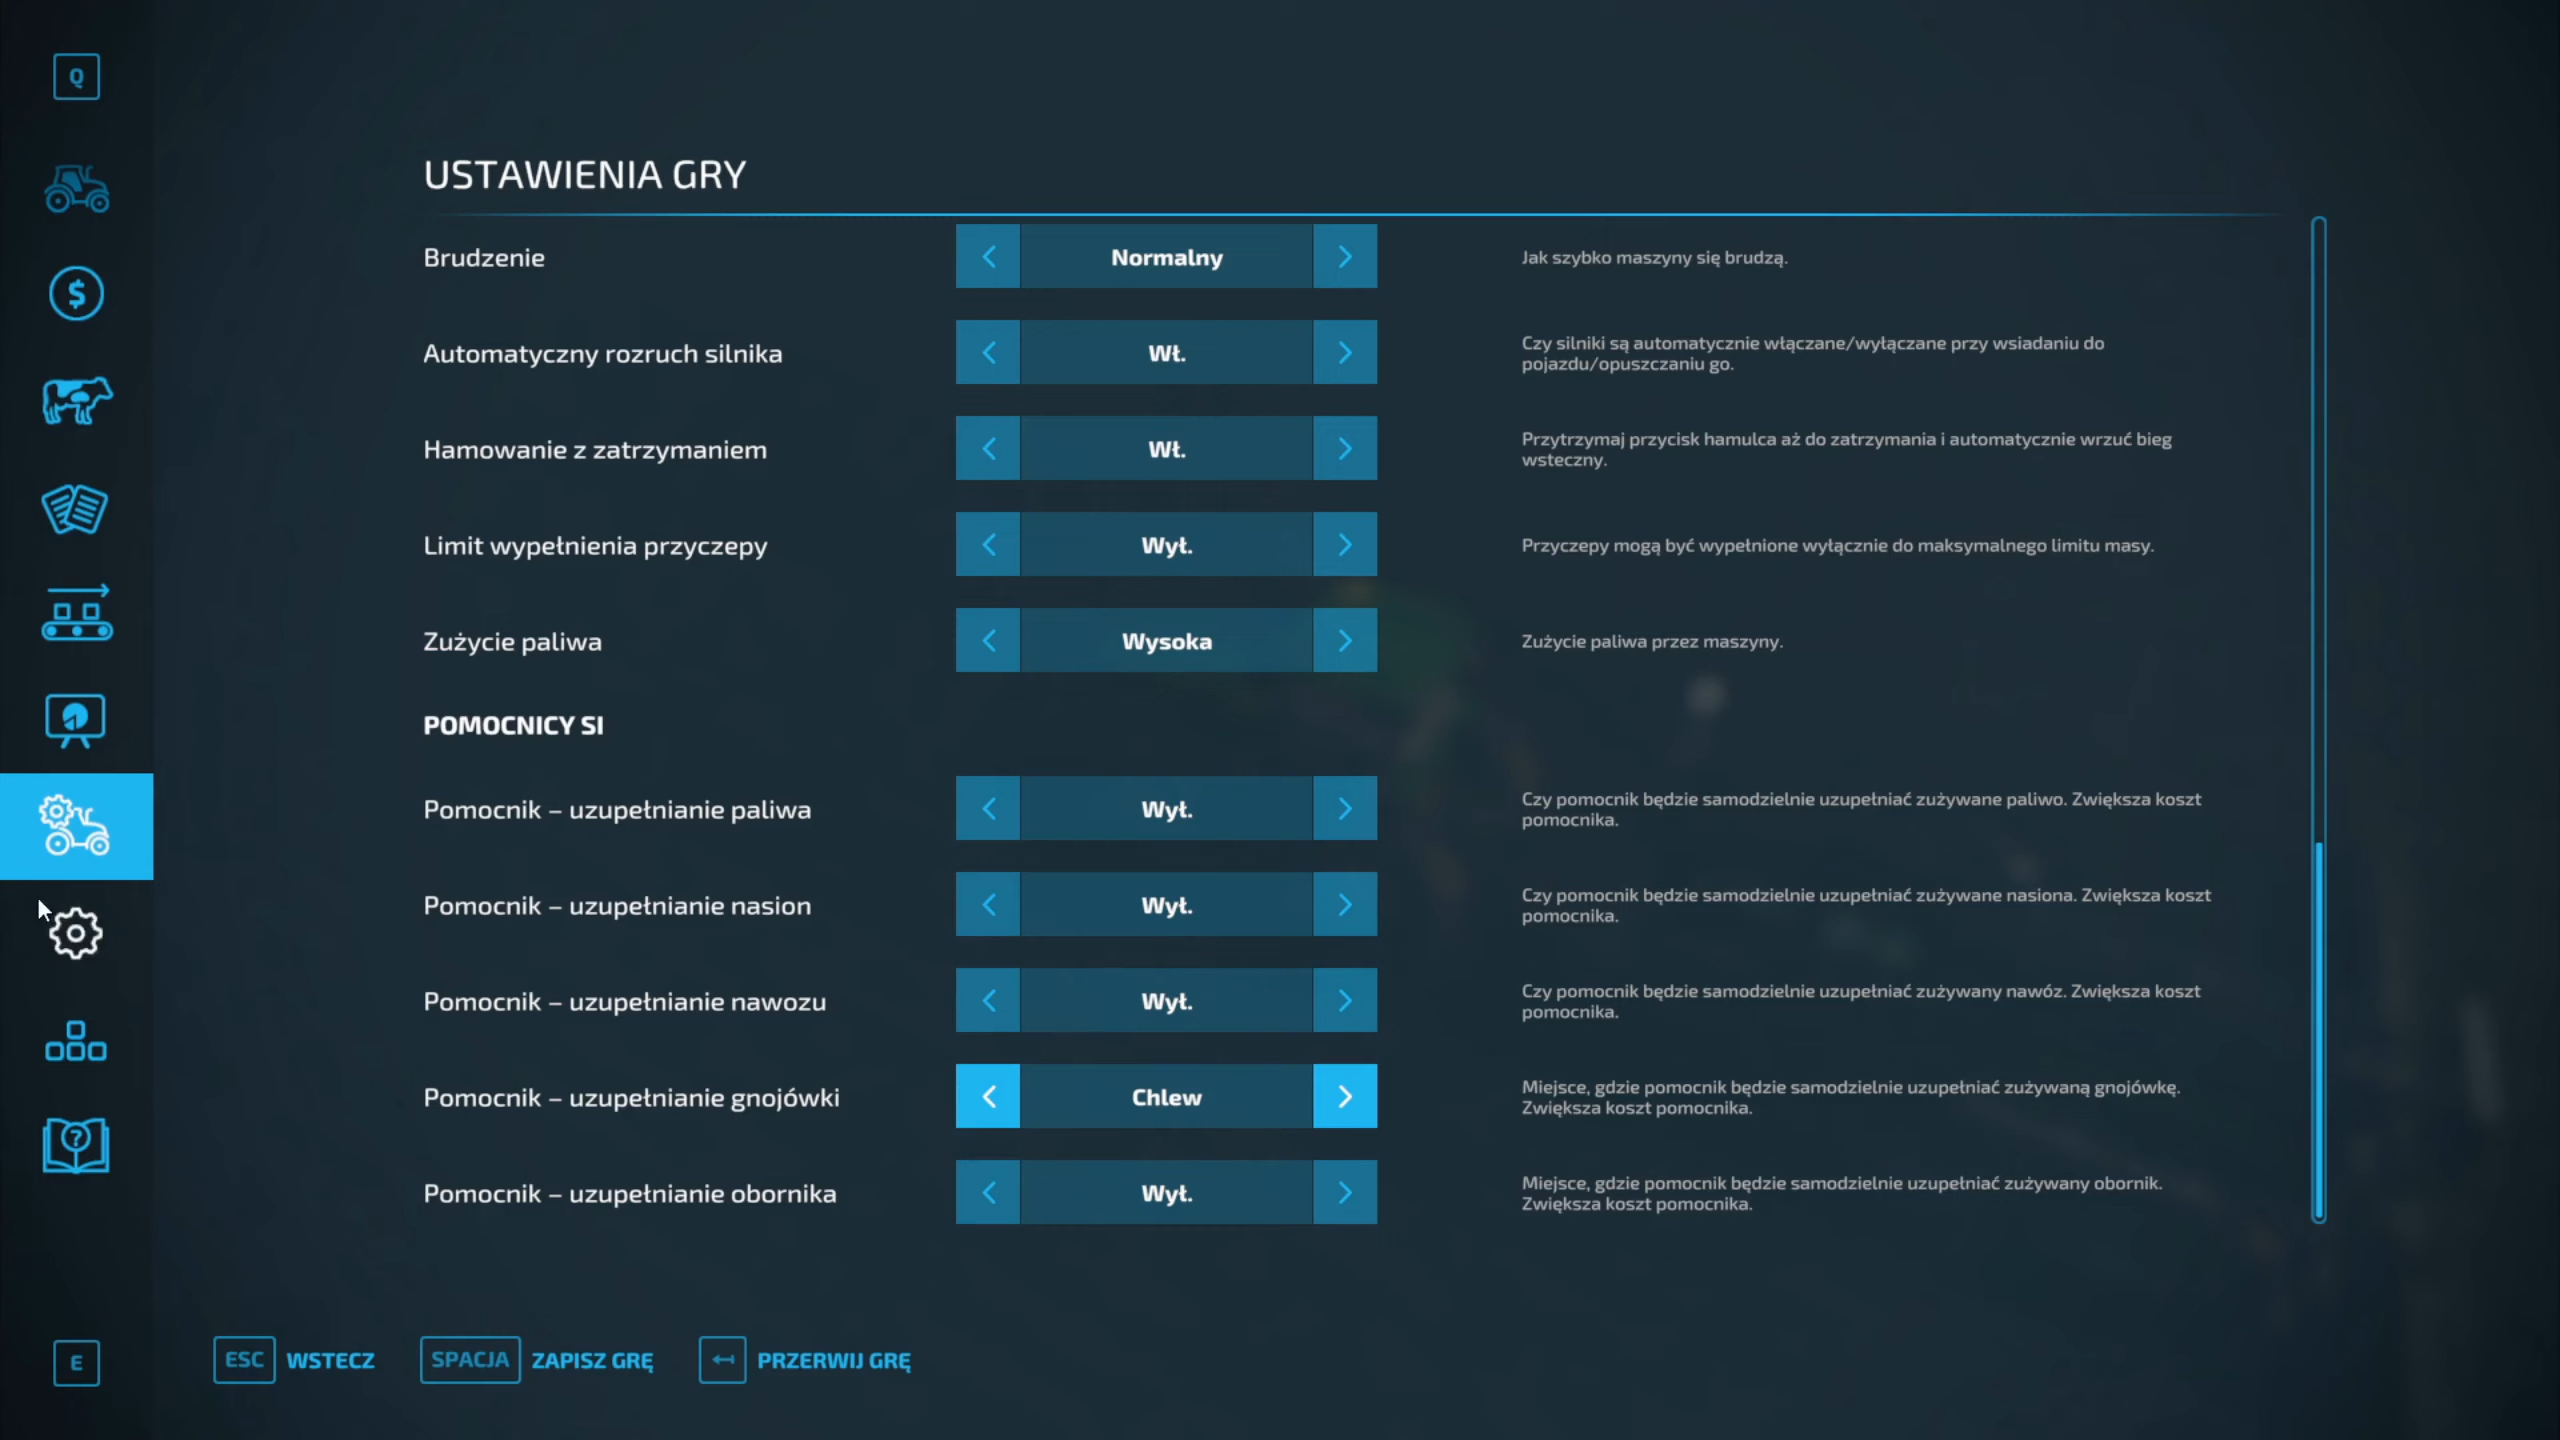 Q
USTAWIENIA GRY
Brudzenie
Normalny
Jak szybko maszyny się brudzą.
Automatyczny rozruch silnika
Wł.
Czy silniki są automatycznie włączane/wyłączane przy wsiadaniu do
pojazdu/opuszczaniu go.
Hamowanie z zatrzymaniem
Wł.
Przytrzymaj przycisk hamulca aż do zatrzymania i automatycznie wrzuć bieg
wsteczny.
Limit wypełnienia przyczepy
Wył.
Przyczepy mogą być wypełnione wyłącznie do maksymalnego limitu masy.
Zużycie paliwa
Wysoka
Zużycie paliwa przez maszyny.
POMOCNICY SI
Pomocnik – uzupełnianie paliwa
Wył.
Czy pomocnik będzie samodzielnie uzupełniać zużywane paliwo. Zwiększa koszt
pomocnika.
Pomocnik – uzupełnianie nasion
Wył.
Czy pomocnik będzie samodzielnie uzupełniać zużywane nasiona. Zwiększa koszt
pomocnika.
Pomocnik – uzupełnianie nawozu
Wył.
Czy pomocnik będzie samodzielnie uzupełniać zużywany nawóz. Zwiększa koszt
pomocnika.
Pomocnik – uzupełnianie gnojówki
Chlew
Miejsce, gdzie pomocnik będzie samodzielnie uzupełniać zużywaną gnojówkę.
Zwiększa koszt pomocnika.
Pomocnik – uzupełnianie obornika
Wył.
Miejsce, gdzie pomocnik będzie samodzielnie uzupełniać zużywany obornik.
Zwiększa koszt pomocnika.
E
ESC WSTECZ
SPACJA ZAPISZ GRĘ
PRZERWIJ GRĘ